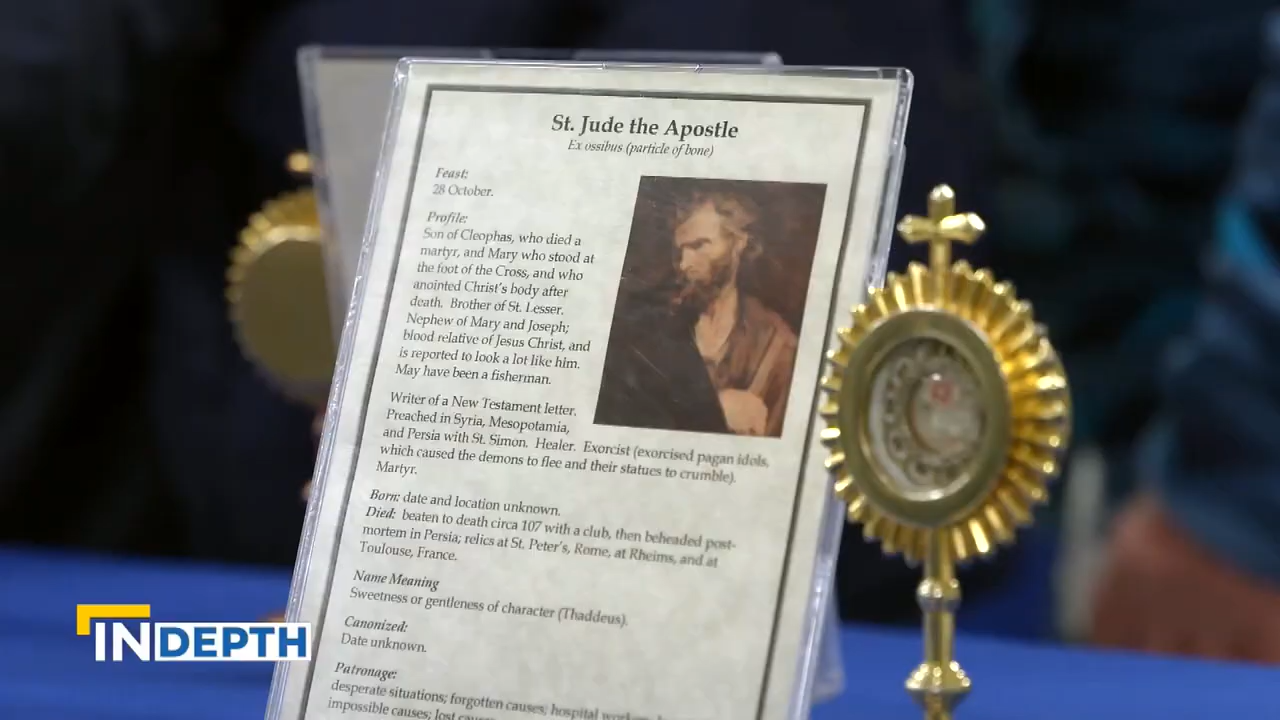 St. Jude the Apostle
Ex ossibus (particle of bone)
Feast:
28 October.
Profile:
Son of Cleophas, who died a
martyr, and Mary who stood at
the foot of the Cross, and who
anointed Christ's body after
death. Brother of St. Lesser.
Nephew of Mary and Joseph;
blood relative of Jesus Christ, and
is reported to look a lot like him.
May have been a fisherman.
Writer of a New Testament letter.
Preached in Syria, Mesopotamia,
and Persia with St. Simon. Healer. Exorcist (exorcised pagan idols,
which caused the demons to flee and their statues to crumble).
Martyr.
Born: date and location unknown.
Died: beaten to death circa 107 with a club, then beheaded post-
mortem in Persia; relics at St. Peter's, Rome, at Rheims, and at
Toulouse, France.
Name Meaning
Sweetness or gentleness of character (Thaddeus).
Canonized:
Date unknown.
Patronage:
desperate situations; forgotten causes; hospital
impossible causes; lost
INDEPTH